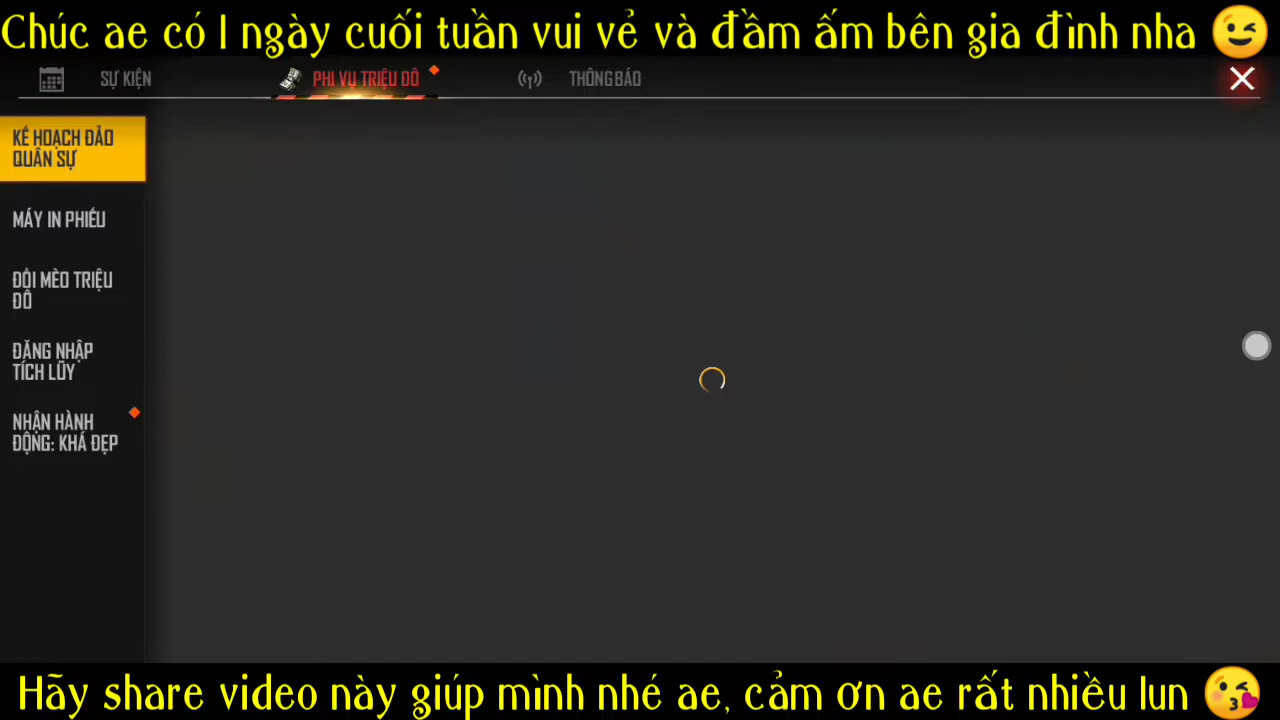 Chúc ae có 1 ngày cuối tuần vui vẻ và đầm ấm bên gia đình nha 😉
SỰ KIỆN
PHI VỤ TRIỆU ĐÔ
THÔNG BÁO
KẾ HOẠCH ĐẢO
QUÂN SỰ
MÁY IN PHIẾU
ĐỔI MÈO TRIỆU
ĐÔ
ĐĂNG NHẬP
TÍCH LŨY
NHẬN HÀNH
ĐỘNG: KHÁ ĐẸP
Hãy share video này giúp mình nhé ae, cảm ơn ae rất nhiều lun 😘